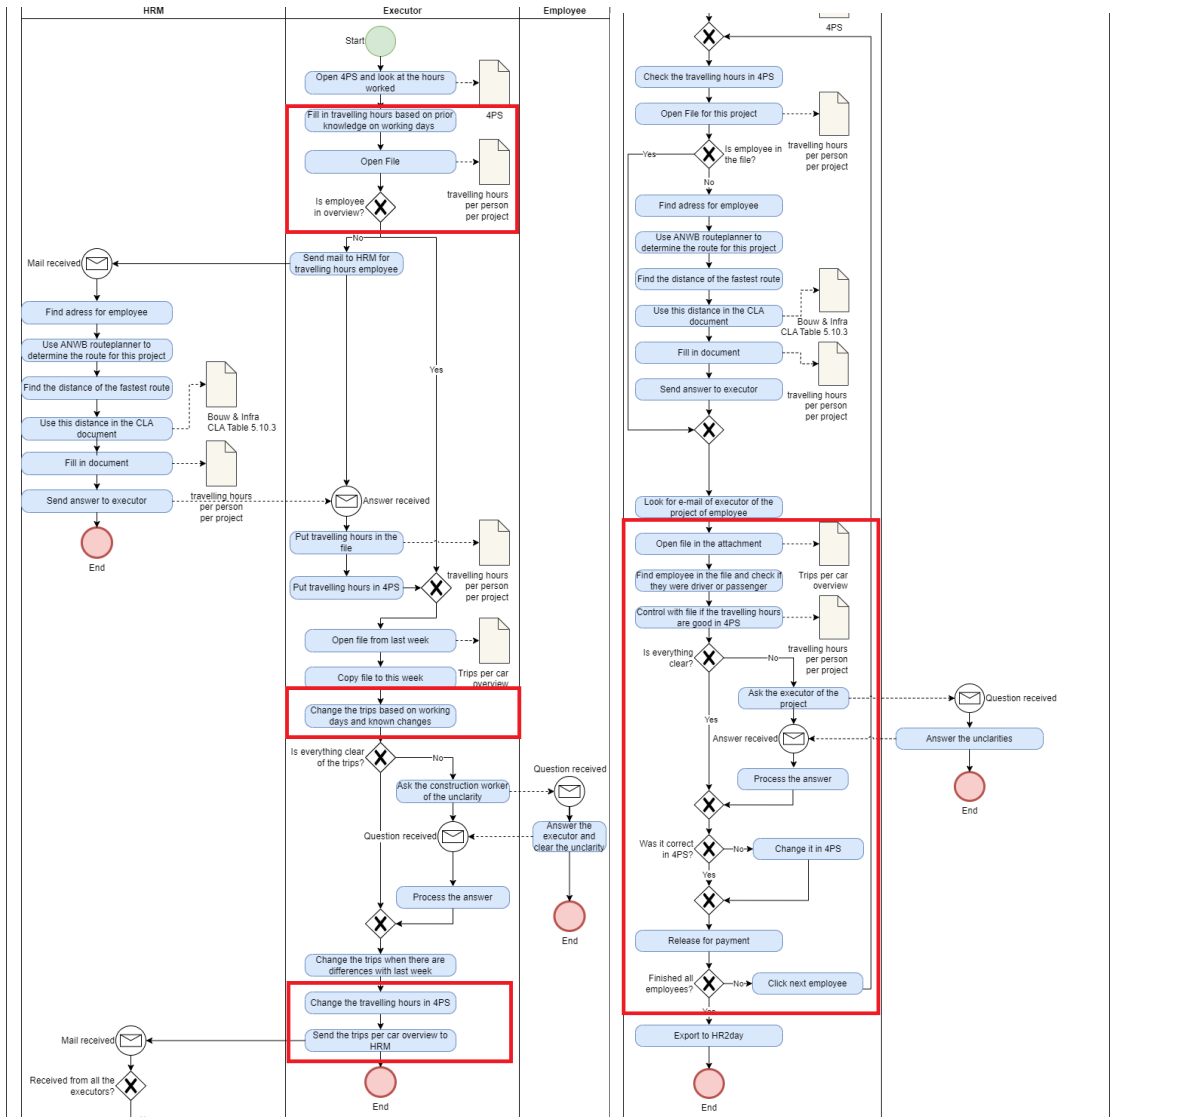 HRM
Executor
Employee
Start
Open 4PS and look at the hours
worked
4PS
Fill in travelling hours based on prior
knowledge on working days
Open File
travelling hours
per person
per project
Is employee
in overview?
No
Send mail to HRM for
travelling hours employee
Mail received
Find adress for employee
Use ANWB routeplanner to
determine the route for this project
Find the distance of the fastest route
Use this distance in the CLA
document
Bouw & Infra
CLA Table 5.10.3
Fill in document
travelling hours
per person
per project
Send answer to executor
End
Yes
Answer received
Put travelling hours in the
file
travelling hours
per person
per project
Put travelling hours in 4PS
Open file from last week
Trips per car
overview
Copy file to this week
Change the trips based on working
days and known changes
Is everything clear
of the trips?
No
Ask the construction worker
of the unclarity
Question received
Answer the
executor and
clear the unclarity
Question received
Process the answer
End
Change the trips when there are
differences with last week
Change the travelling hours in 4PS
Send the trips per car overview to
HRM
End
Mail received
Received from all the
executors?
4PS
Check the travelling hours in 4PS
Open File for this project
travelling hours
per person
per project
Is employee in
the file?
Yes
No
Find adress for employee
Use ANWB routeplanner to
determine the route for this project
Find the distance of the fastest route
Use this distance in the CLA
document
Bouw & Infra
CLA Table 5.10.3
Fill in document
travelling hours
per person
per project
Send answer to executor
Look for e-mail of executor of the
project of employee
Open file in the attachment
Trips per car
overview
Find employee in the file and check if
they were driver or passenger
Control with file if the travelling hours
are good in 4PS
travelling hours
per person
per project
Is everything
clear?
No
Yes
Ask the executor of the
project
Question received
Answer received
Answer the unclarities
Process the answer
End
Was it correct
in 4PS?
No
Change it in 4PS
Yes
Release for payment
Finished all
employees?
No
Click next employee
Yes
Export to HR2day
End